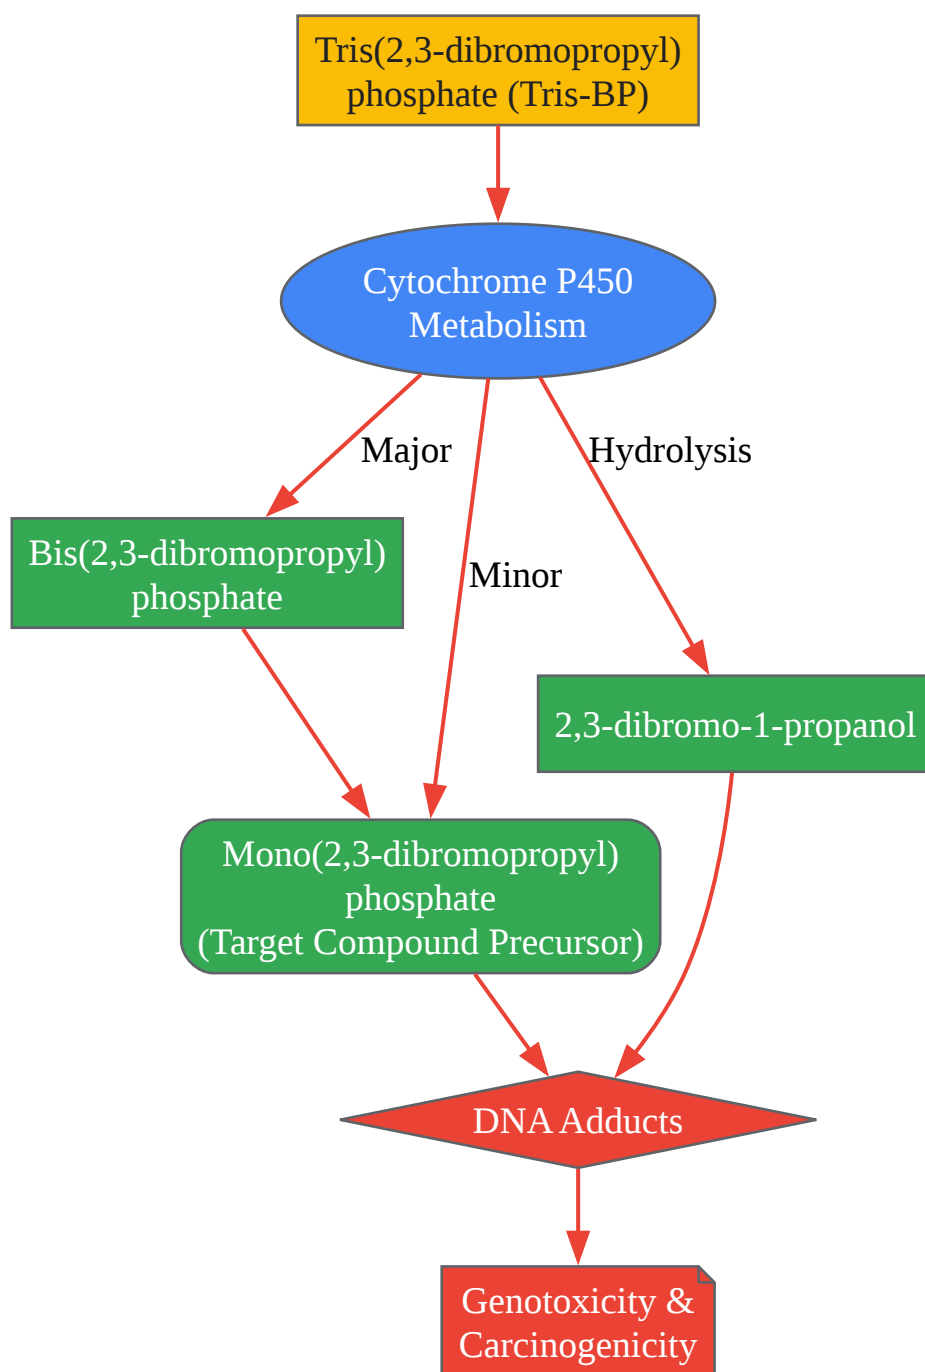 Tris(2,3-dibromopropyl)
phosphate (Tris-BP)
Cytochrome P450
Metabolism
Major
Hydrolysis
Bis(2,3-dibromopropyl)
phosphate
Minor
2,3-dibromo-1-propanol
Mono(2,3-dibromopropyl)
phosphate
(Target Compound Precursor)
DNA Adducts
Genotoxicity &
Carcinogenicity